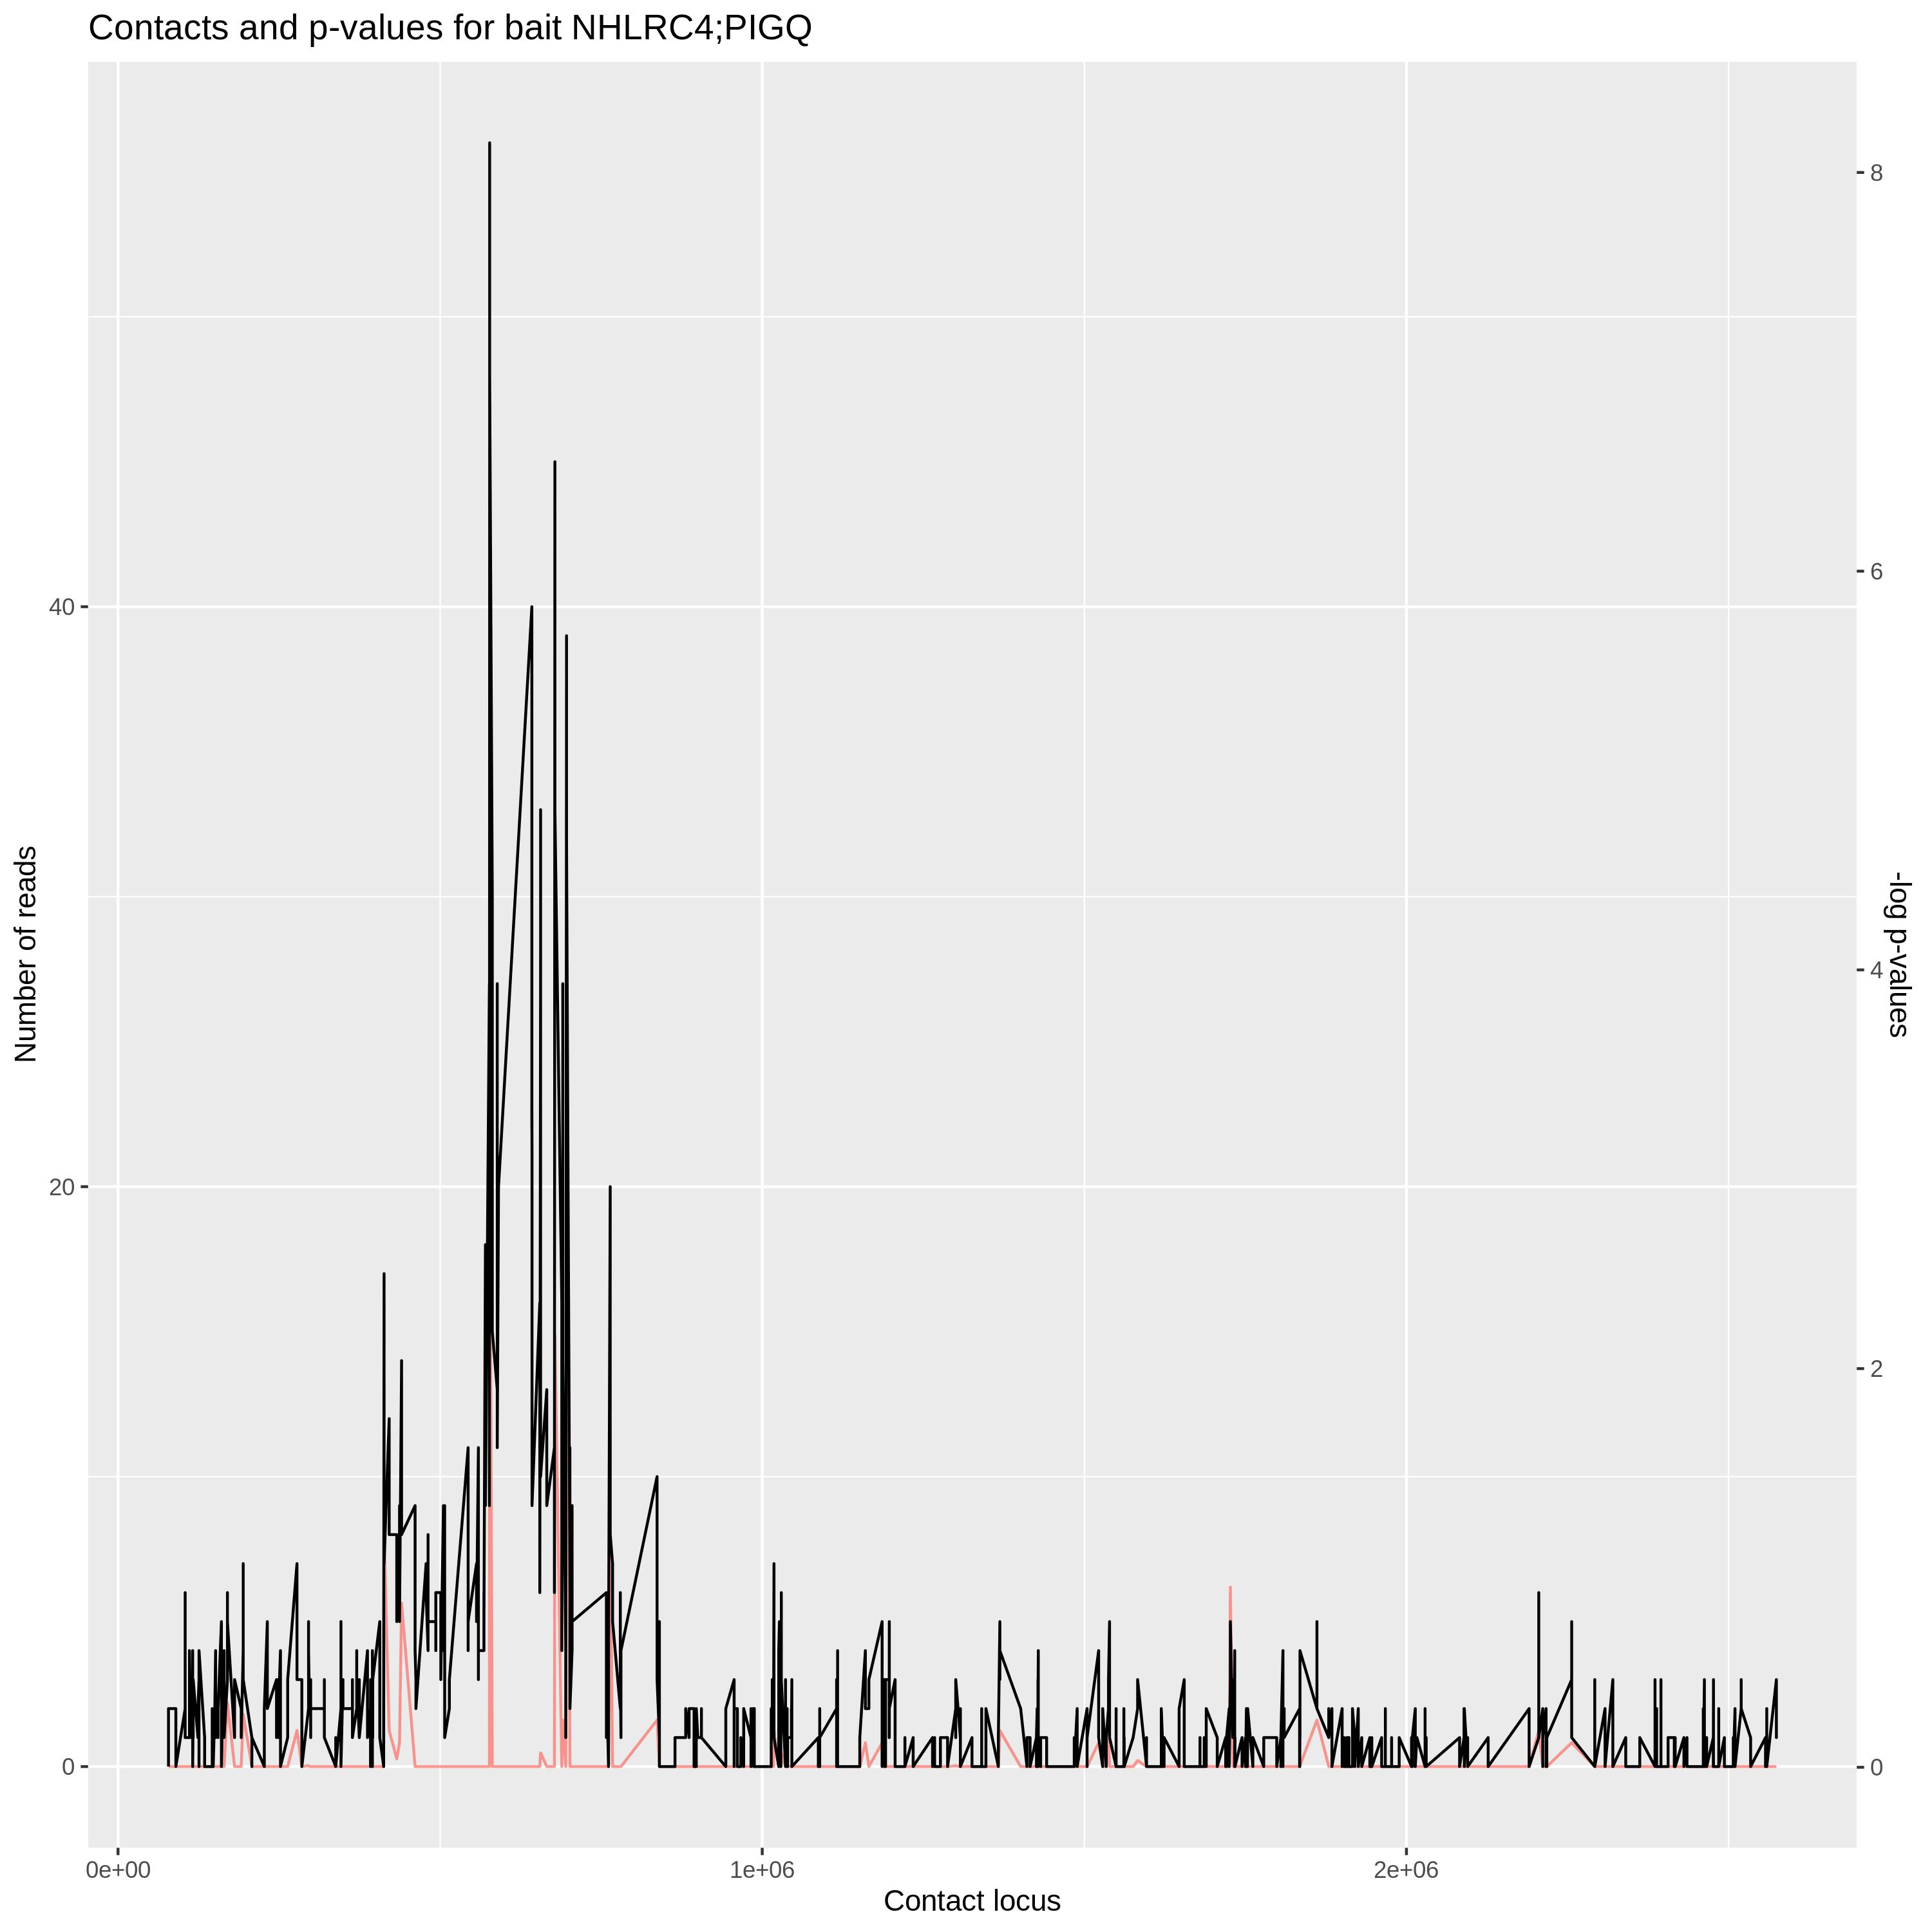 Contacts and p-values for bait NHLRC4;PIGQ
Number of reads
40
20
0
8
6
4
2
0
-log p-values
0e+00 1e+06 2e+06
Contact locus